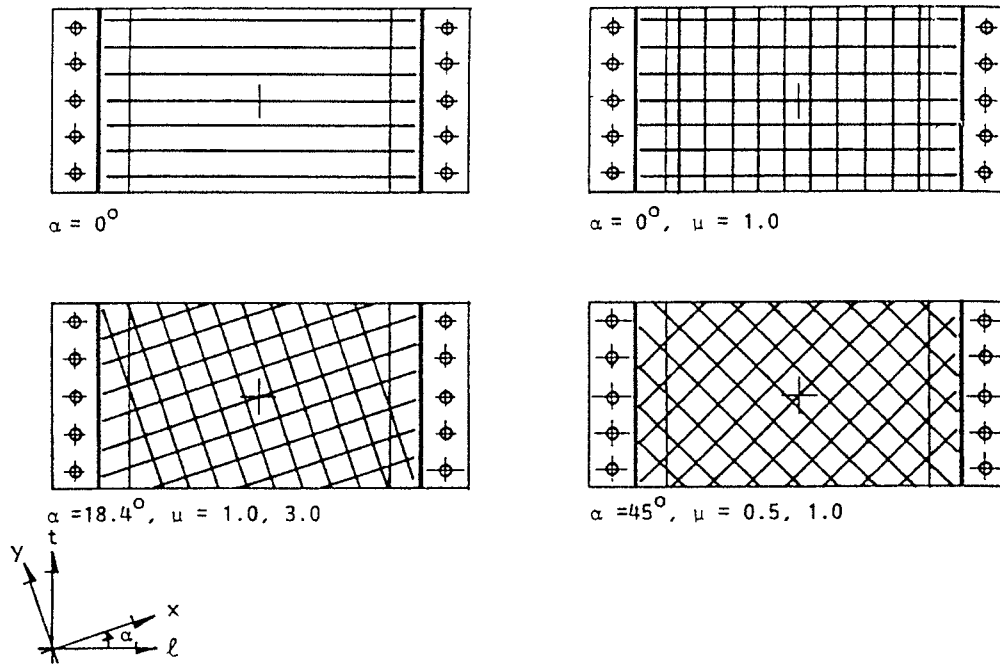 α = 0°
α = 0°, μ = 1.0
α =18.4°, μ = 1.0, 3.0
α =45°, μ = 0.5, 1.0
t
y
x
α
ℓ